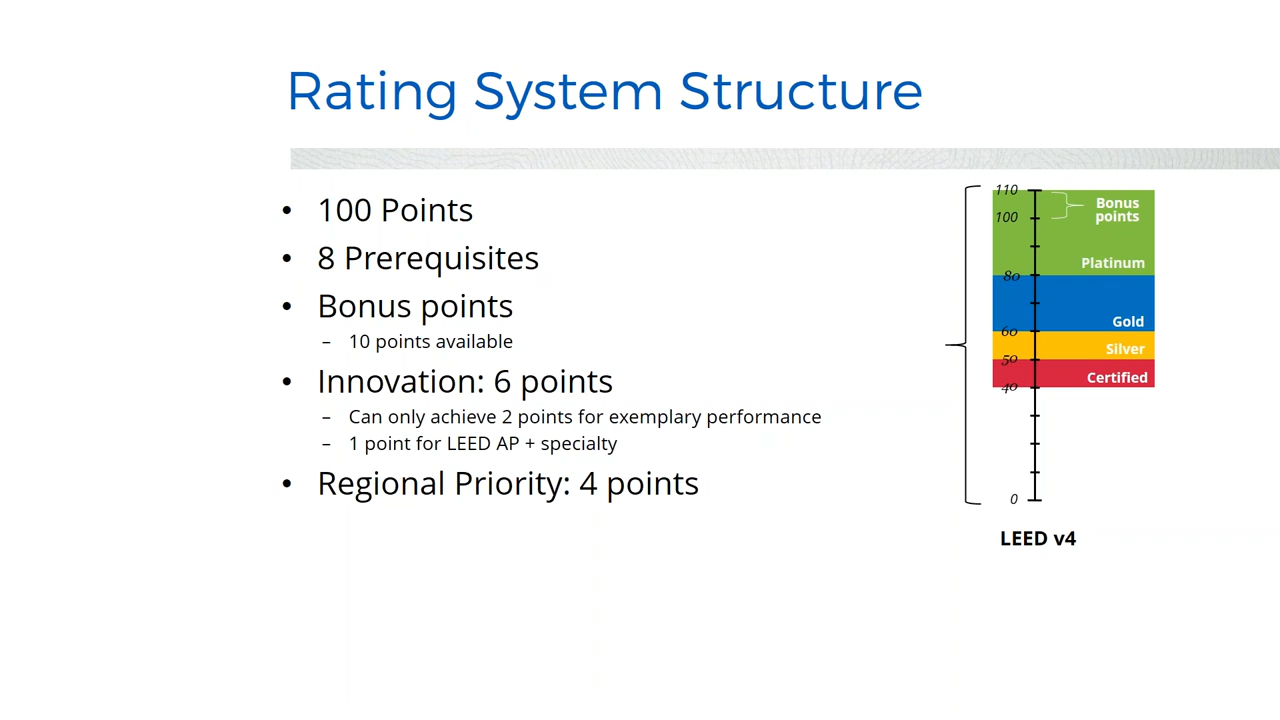 Rating System Structure
• 100 Points
• 8 Prerequisites
• Bonus points
– 10 points available
• Innovation: 6 points
– Can only achieve 2 points for exemplary performance
– 1 point for LEED AP + specialty
• Regional Priority: 4 points
110
Bonus
points
100
Platinum
80
Gold
60
Silver
50
Certified
40
0
LEED v4